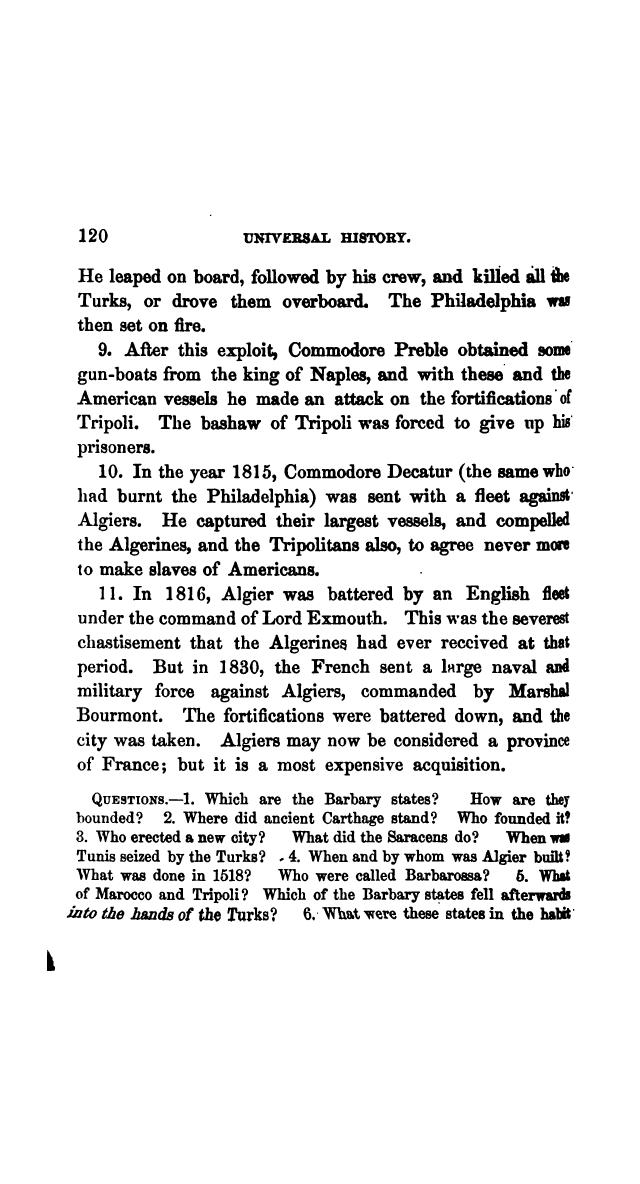 120 UNIVERSAL HISTORY.
He leaped on board, followed by his crew, and killed all the
Turks, or drove them overboard. The Philadelphia was
then set on fire.
9. After this exploit, Commodore Preble obtained some
gun-boats from the king of Naples, and with these and the
American vessels he made an attack on the fortifications of
Tripoli. The bashaw of Tripoli was forced to give up his
prisoners.
10. In the year 1815, Commodore Decatur (the same who
had burnt the Philadelphia) was sent with a fleet against
Algiers. He captured their largest vessels, and compelled
the Algerines, and the Tripolitans also, to agree never more
to make slaves of Americans.
11. In 1816, Algier was battered by an English fleet
under the command of Lord Exmouth. This was the severest
chastisement that the Algerines had ever received at that
period. But in 1830, the French sent a large naval and
military force against Algiers, commanded by Marshal
Bourmont. The fortifications were battered down, and the
city was taken. Algiers may now be considered a province
of France; but it is a most expensive acquisition.
QUESTIONS.—1. Which are the Barbary states? How are they
bounded? 2. Where did ancient Carthage stand? Who founded it?
3. Who erected a new city? What did the Saracens do? When was
Tunis seized by the Turks? 4. When and by whom was Algier built?
What was done in 1518? Who were called Barbarossa? 5. What
of Marocco and Tripoli? Which of the Barbary states fell afterwards
into the hands of the Turks? 6. What were these states in the habit